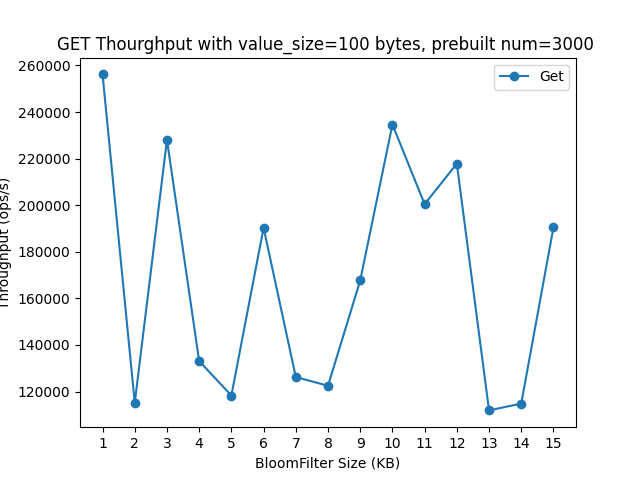 GET Thourghput with value_size=100 bytes, prebuilt num=3000
Get
Throughput (ops/s)
260000
240000
220000
200000
180000
160000
140000
120000
1 2 3 4 5 6 7 8 9 10 11 12 13 14 15
BloomFilter Size (KB)